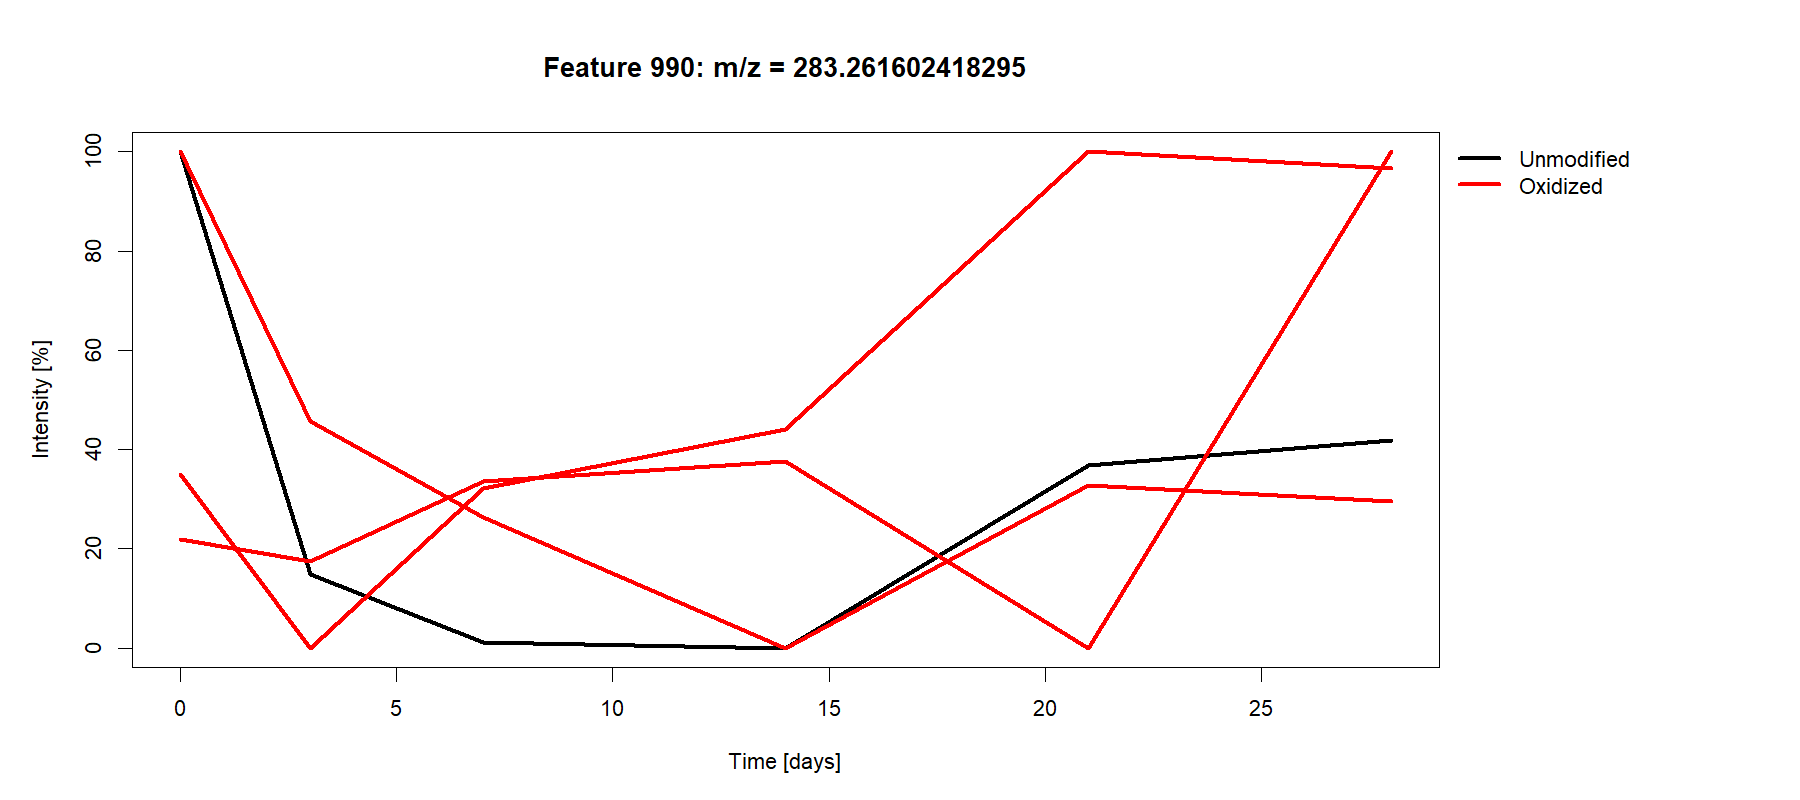 Feature 990: m/z = 283.261602418295
100
80
60
40
20
0
Intensity [%]
0 5 10 15 20 25
Time [days]
Unmodified
Oxidized